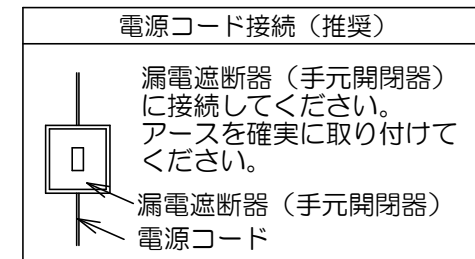 電源コード接続（推奨）
漏電遮断器（手元開閉器）
に接続してください。
アースを確実に取り付けて
ください。
漏電遮断器（手元開閉器）
電源コード